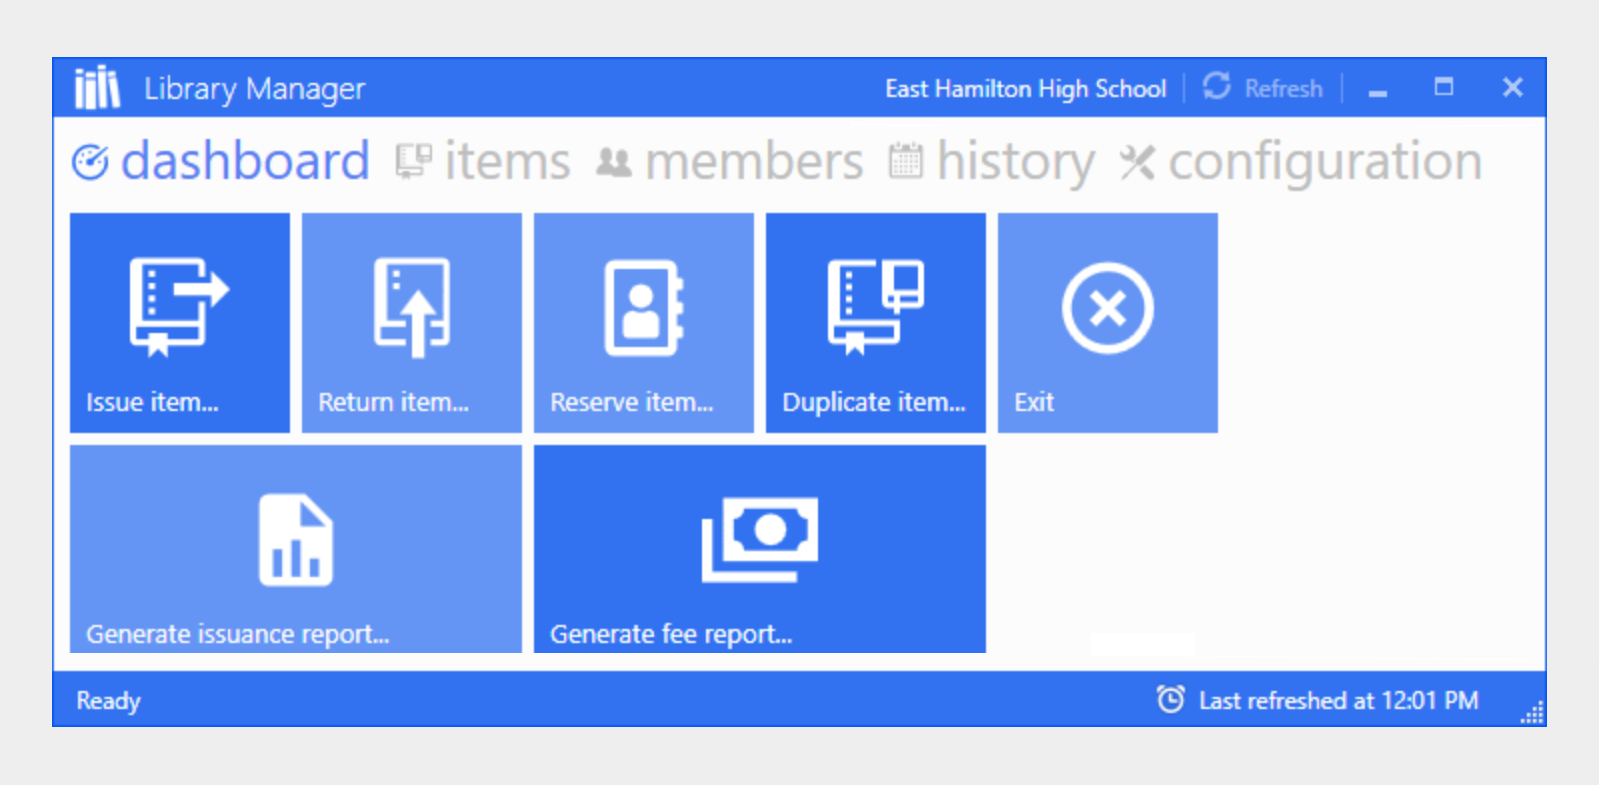 Library Manager
East Hamilton High School
Refresh
dashboard items members history configuration
Issue item...
Return item...
Reserve item...
Duplicate item...
Exit
Generate issuance report...
Generate fee report...
Ready
Last refreshed at 12:01 PM